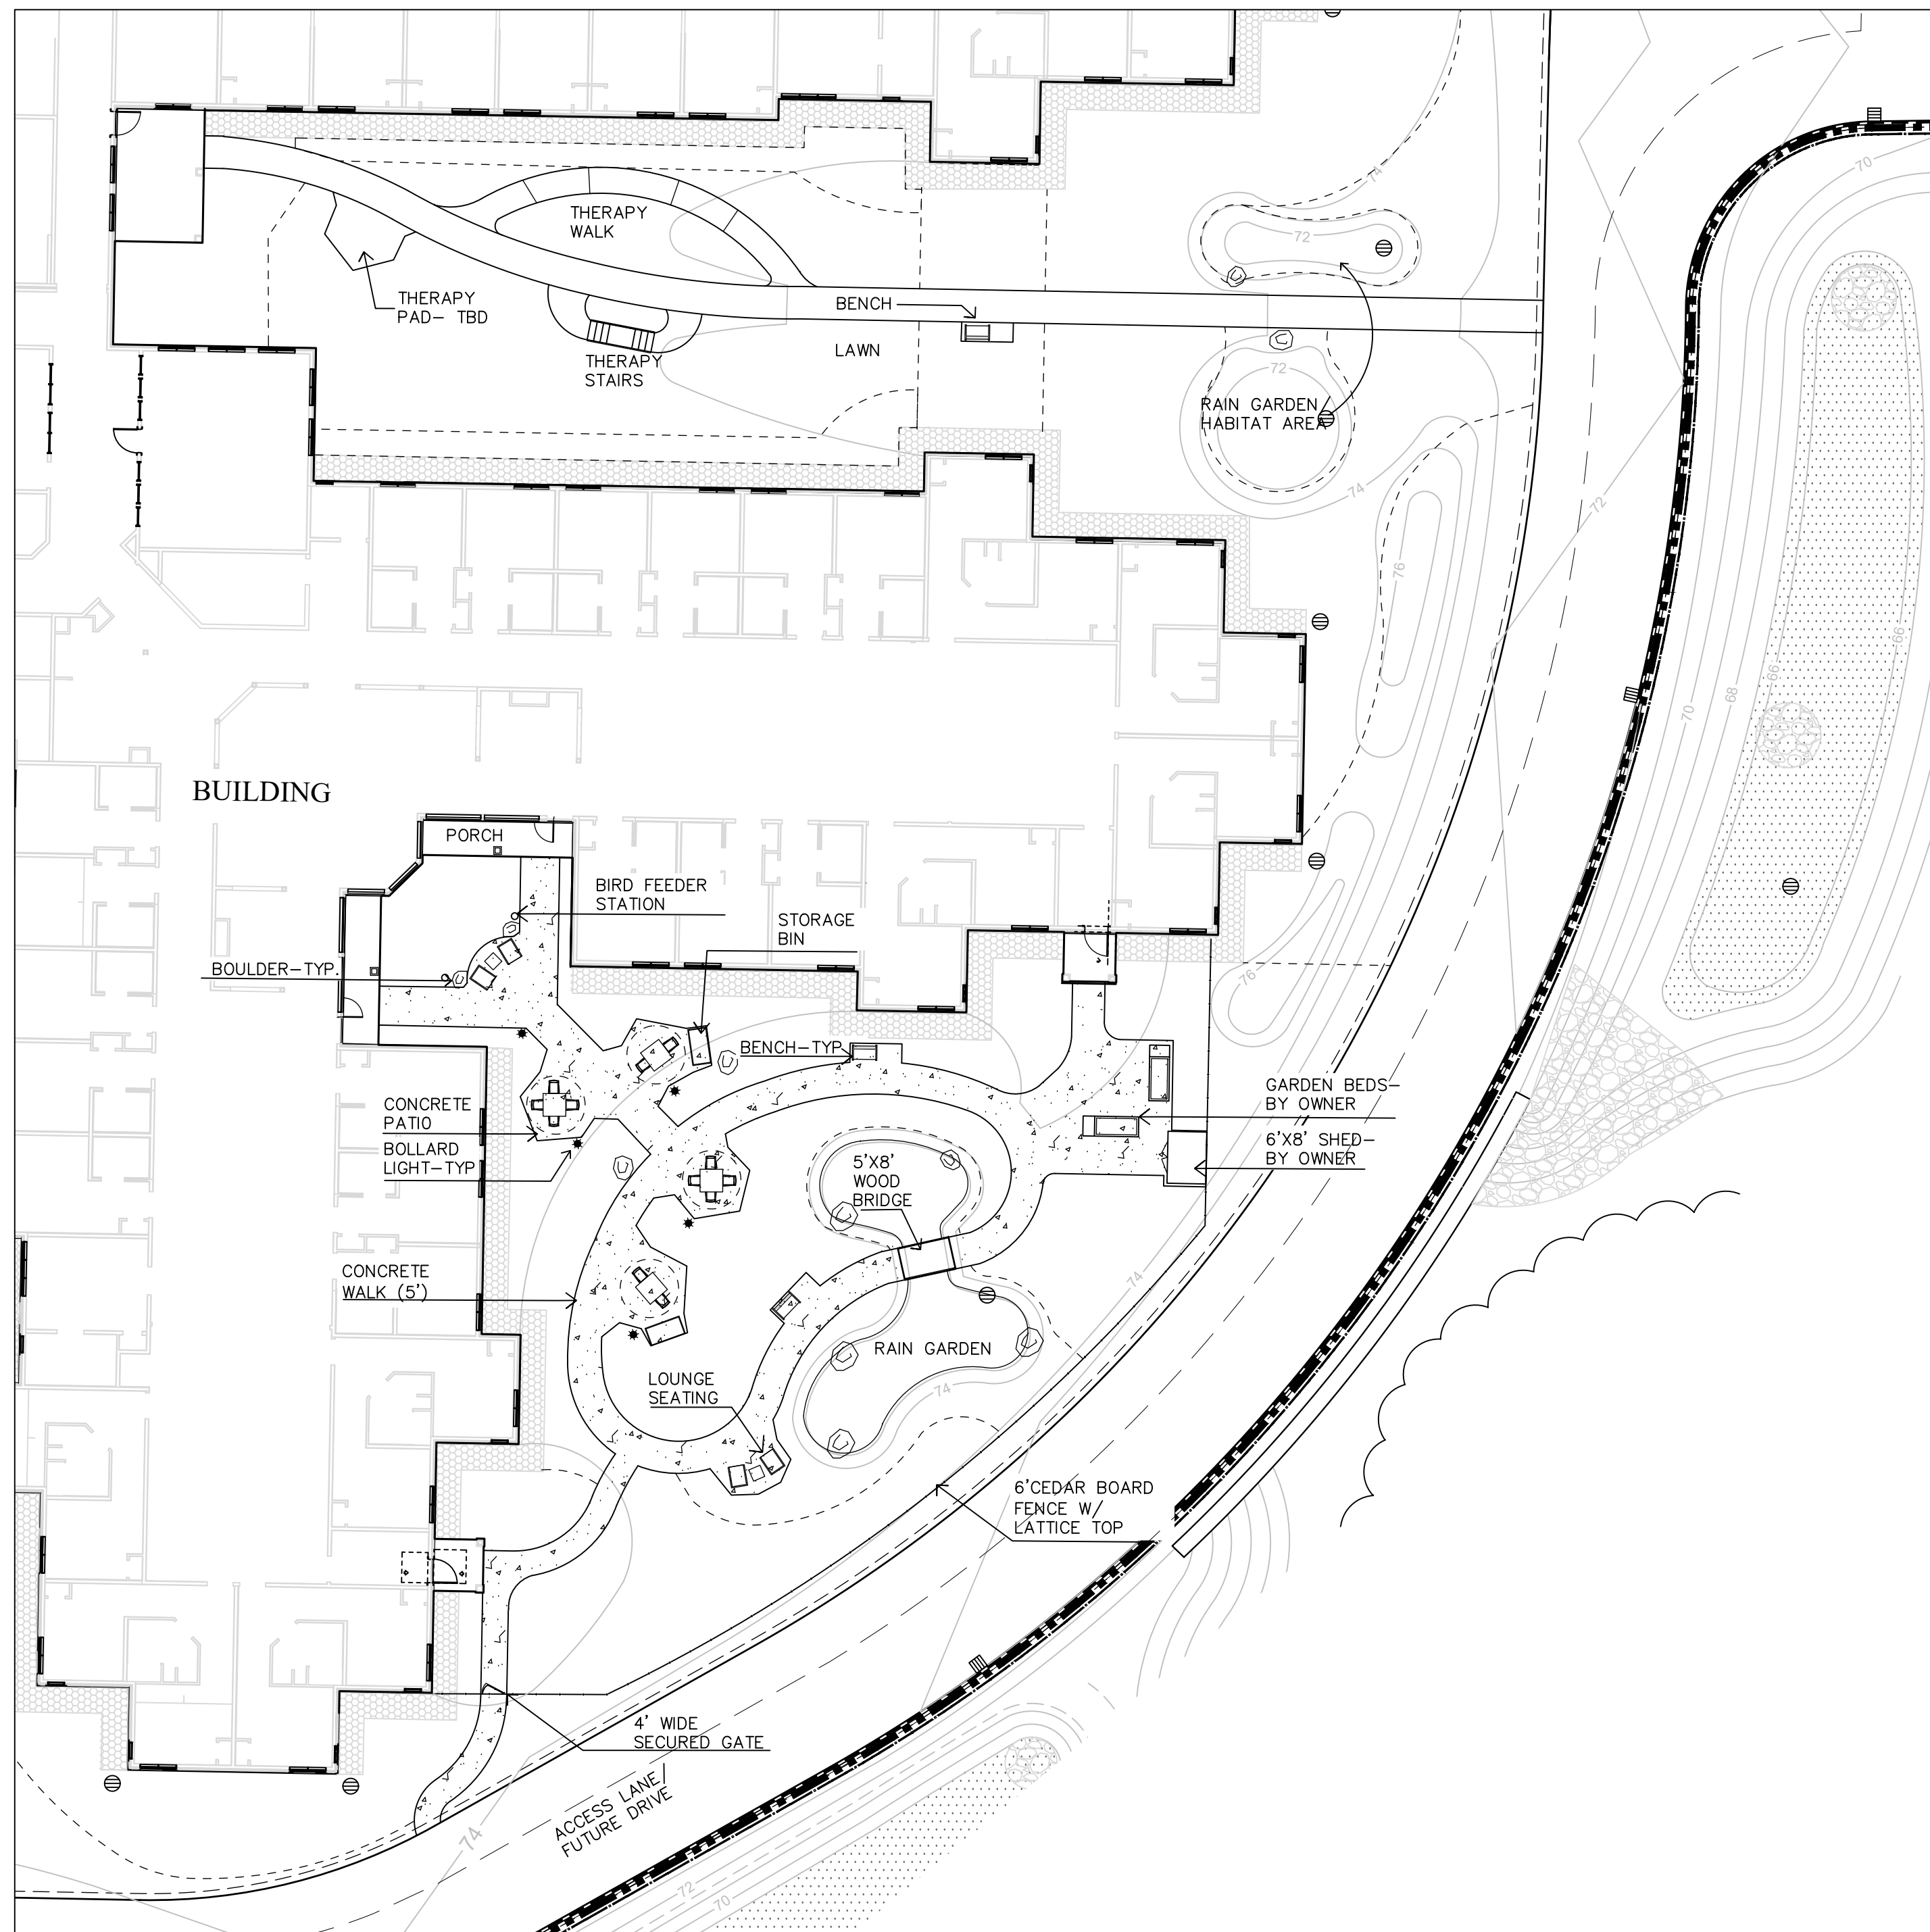 74
70
THERAPY
WALK
72
THERAPY
PAD- TBD
BENCH
LAWN
THERAPY
STAIRS
72
RAIN GARDEN
HABITAT AREA
74
72
76
66
66
68
70
BUILDING
PORCH
BIRD FEEDER
STATION
STORAGE
BIN
BOULDER-TYP.
76
BENCH-TYP
GARDEN BEDS-
BY OWNER
CONCRETE
PATIO
6'X8' SHED-
BY OWNER
BOLLARD
LIGHT-TYP
5'X8'
WOOD
BRIDGE
CONCRETE
WALK (5')
74
RAIN GARDEN
LOUNGE
SEATING
74
6'CEDAR BOARD
FENCE W/
LATTICE TOP
4' WIDE
SECURED GATE
ACCESS LANE/
FUTURE DRIVE
74
72
70